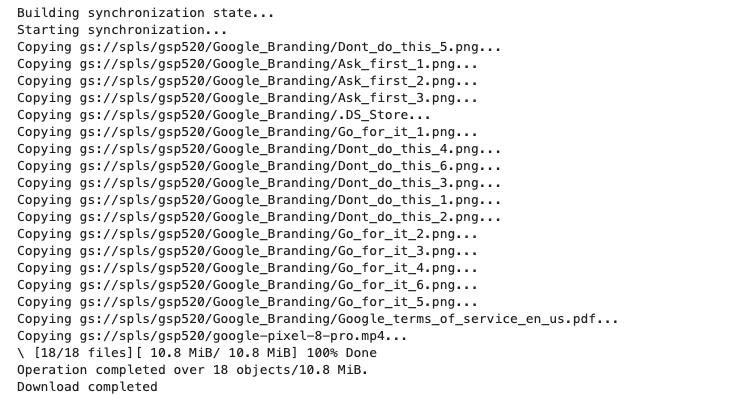 Building synchronization state...
Starting synchronization...
Copying gs://spls/gsp520/Google_Branding/Dont_do_this_5.png...
Copying gs://spls/gsp520/Google_Branding/Ask_first_1.png...
Copying gs://spls/gsp520/Google_Branding/Ask_first_2.png...
Copying gs://spls/gsp520/Google_Branding/Ask_first_3.png...
Copying gs://spls/gsp520/Google_Branding/.DS_Store...
Copying gs://spls/gsp520/Google_Branding/Go_for_it_1.png...
Copying gs://spls/gsp520/Google_Branding/Dont_do_this_4.png...
Copying gs://spls/gsp520/Google_Branding/Dont_do_this_6.png...
Copying gs://spls/gsp520/Google_Branding/Dont_do_this_3.png...
Copying gs://spls/gsp520/Google_Branding/Dont_do_this_1.png...
Copying gs://spls/gsp520/Google_Branding/Dont_do_this_2.png...
Copying gs://spls/gsp520/Google_Branding/Go_for_it_2.png...
Copying gs://spls/gsp520/Google_Branding/Go_for_it_3.png...
Copying gs://spls/gsp520/Google_Branding/Go_for_it_4.png...
Copying gs://spls/gsp520/Google_Branding/Go_for_it_6.png...
Copying gs://spls/gsp520/Google_Branding/Go_for_it_5.png...
Copying gs://spls/gsp520/Google_Branding/Google_terms_of_service_en_us.pdf...
Copying gs://spls/gsp520/google-pixel-8-pro.mp4...
\ [18/18 files][ 10.8 MiB/ 10.8 MiB] 100% Done
Operation completed over 18 objects/10.8 MiB.
Download completed